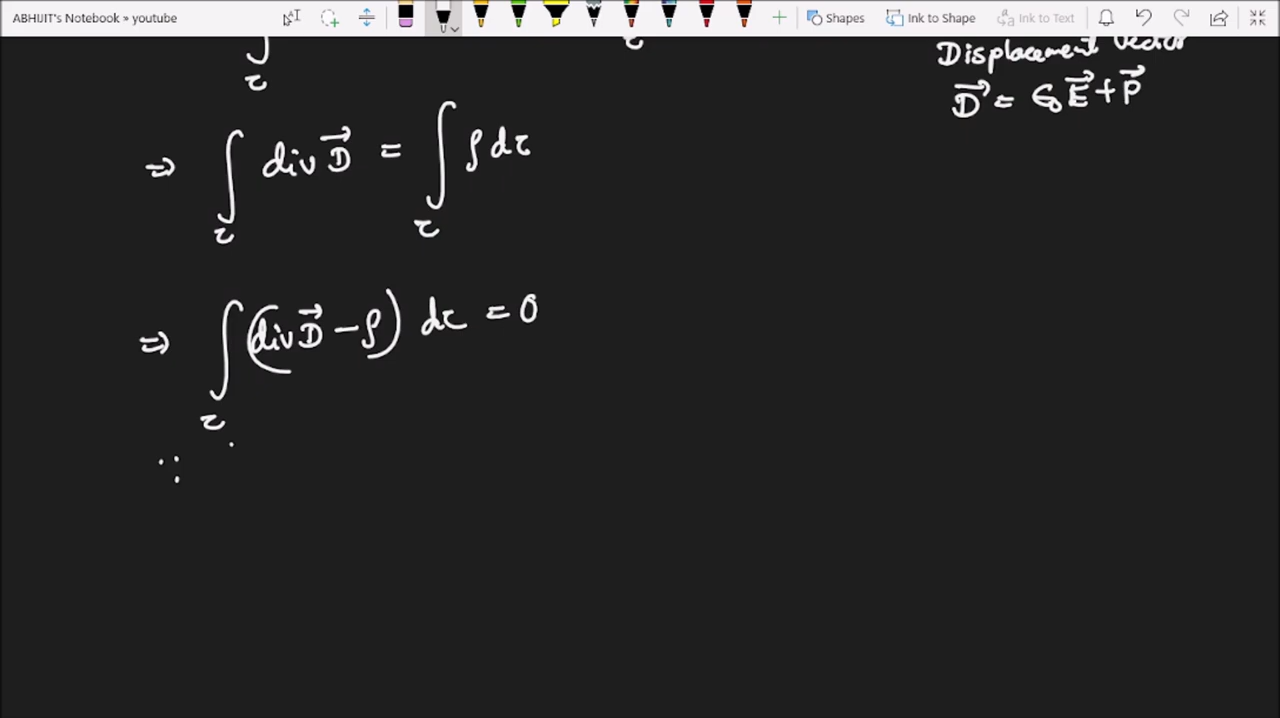 ABHIJIT's Notebook » youtube
Shapes
Ink to Shape
Ink to Text
∫
τ
τ
Displacement Vector
D⃗ = ϵ₀E⃗ + P⃗
⇒ ∫τ div D⃗ = ∫τ ρ dτ
⇒ ∫τ (div D⃗ − ρ) dτ = 0
∵